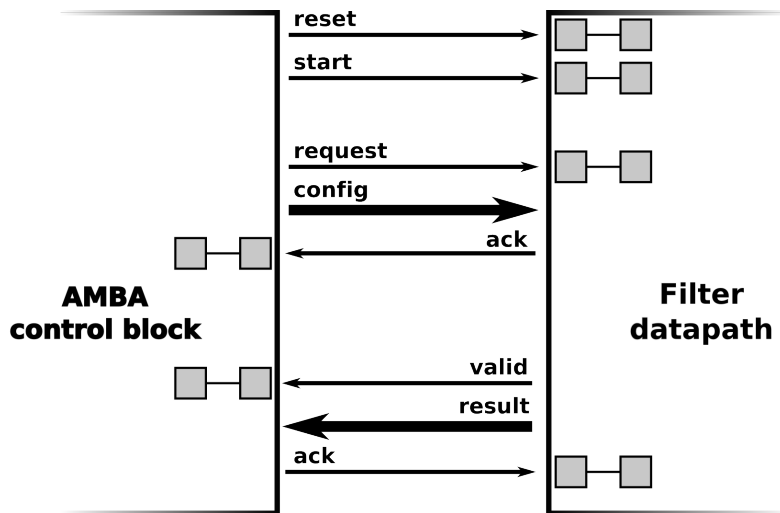 reset
start
request
config
ack
AMBA
control block
Filter
datapath
valid
result
ack